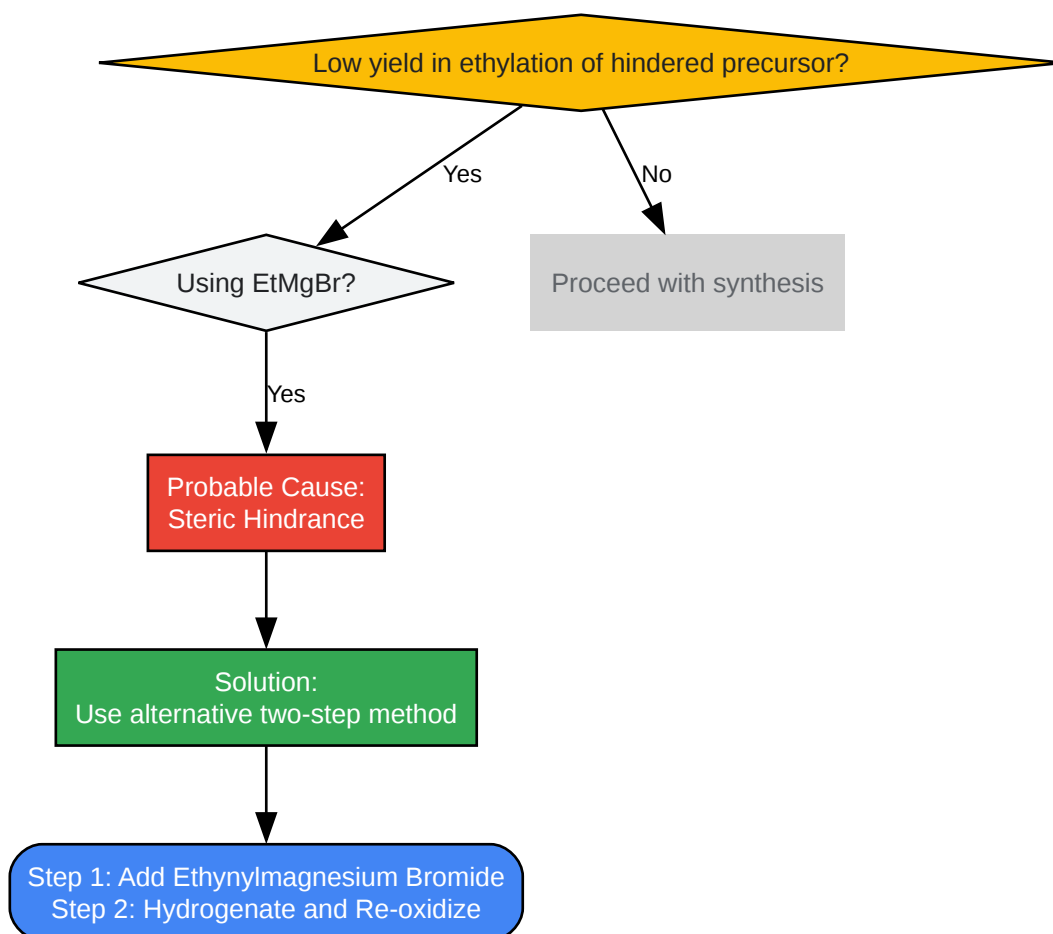 Low yield in ethylation of hindered precursor?
Yes
No
Using EtMgBr?
Proceed with synthesis
Yes
Probable Cause:
Steric Hindrance
Solution:
Use alternative two-step method
Step 1: Add Ethynylmagnesium Bromide
Step 2: Hydrogenate and Re-oxidize